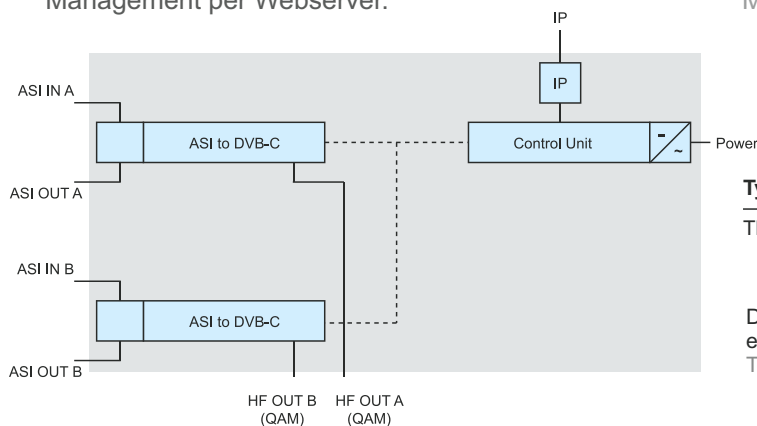 Management per Webserver.
IP
ASI IN A
IP
ASI to DVB-C
Control Unit
-
~
Power
ASI OUT A
ASI IN B
ASI to DVB-C
ASI OUT B
HF OUT B
(QAM)
HF OUT A
(QAM)